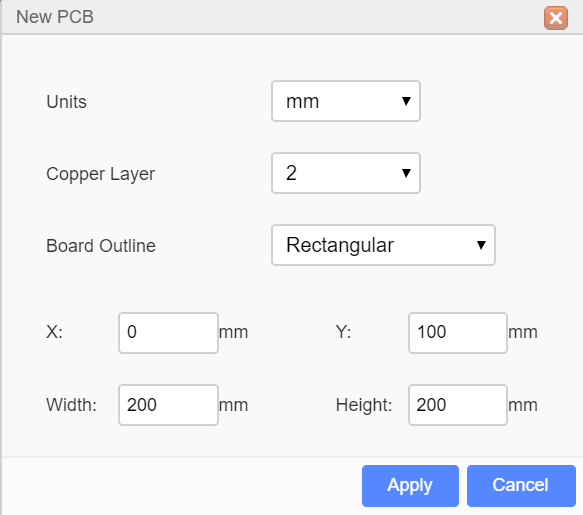 New PCB
Units mm
Copper Layer 2
Board Outline Rectangular
X: 0 mm Y: 100 mm
Width: 200 mm Height: 200 mm
Apply Cancel